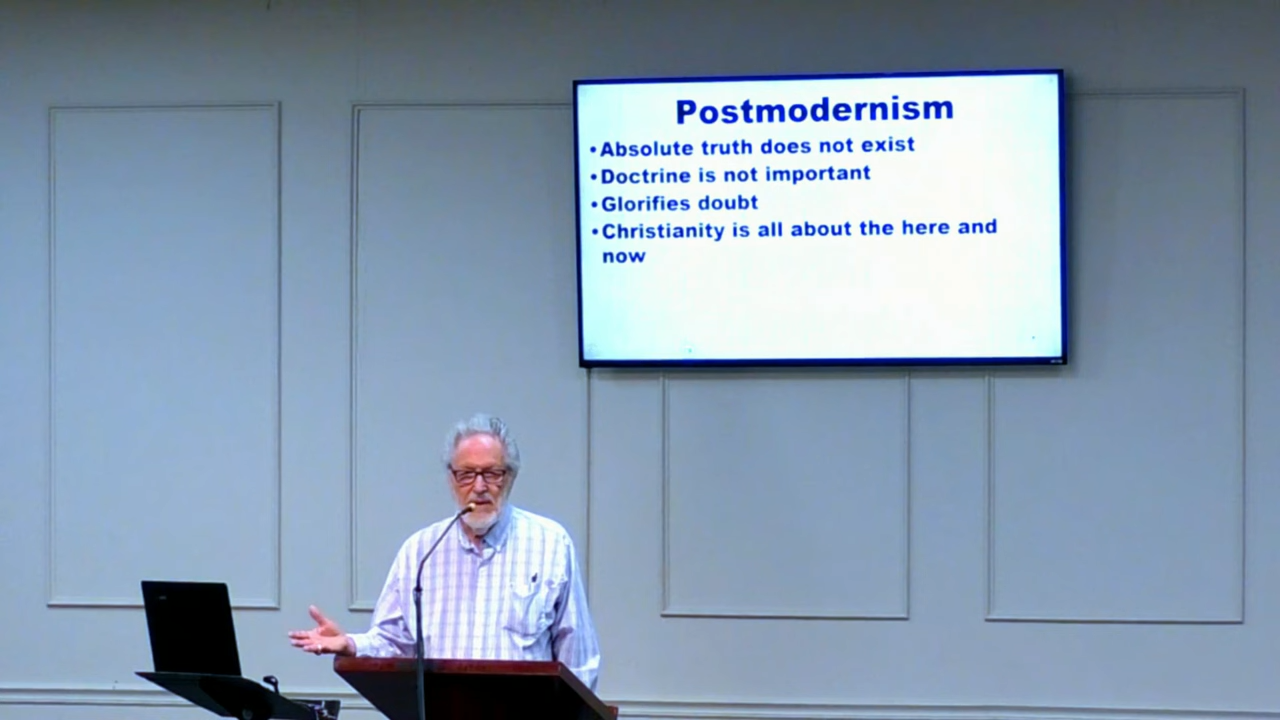 Postmodernism
•Absolute truth does not exist
•Doctrine is not important
•Glorifies doubt
•Christianity is all about the here and
now